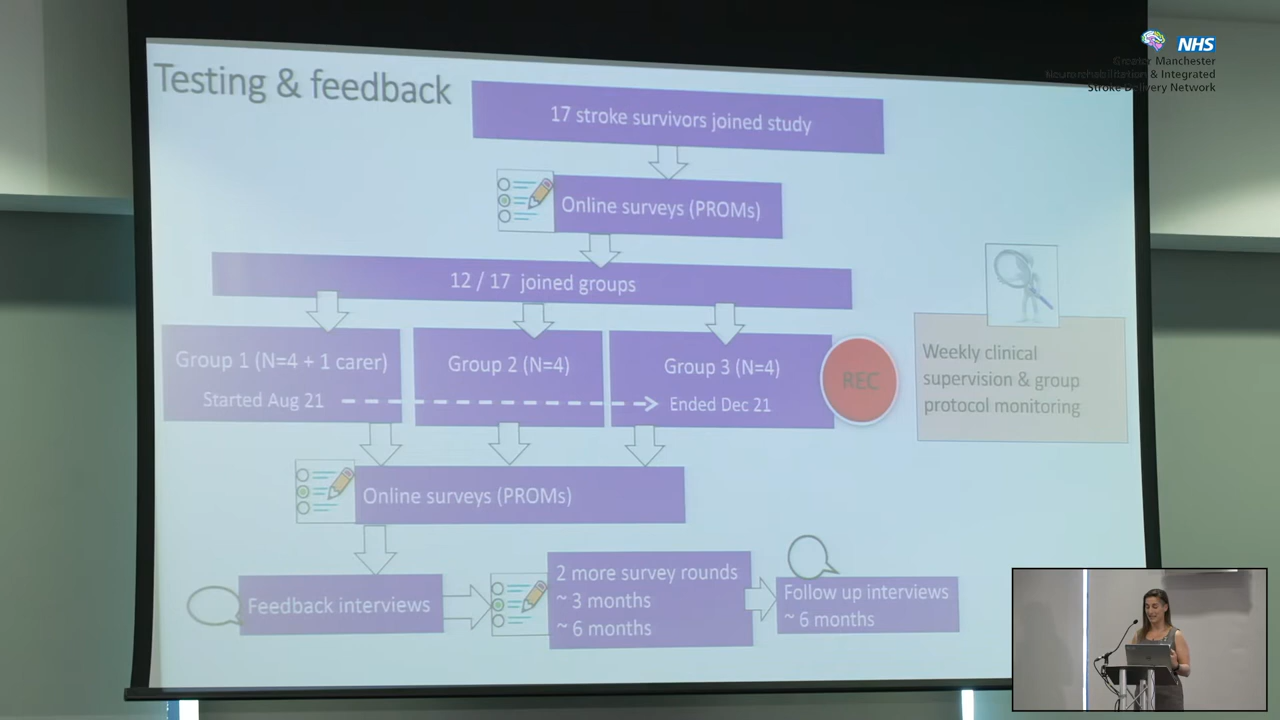 NHS
Greater Manchester
Neurorehabilitation & Integrated
Stroke Delivery Network
Testing & feedback
17 stroke survivors joined study
Online surveys (PROMs)
12 / 17 joined groups
Group 1 (N=4 + 1 carer)
Started Aug 21
Group 2 (N=4)
Group 3 (N=4)
Ended Dec 21
REC
Weekly clinical
supervision & group
protocol monitoring
Online surveys (PROMs)
Feedback interviews
2 more survey rounds
~ 3 months
~ 6 months
Follow up interviews
~ 6 months